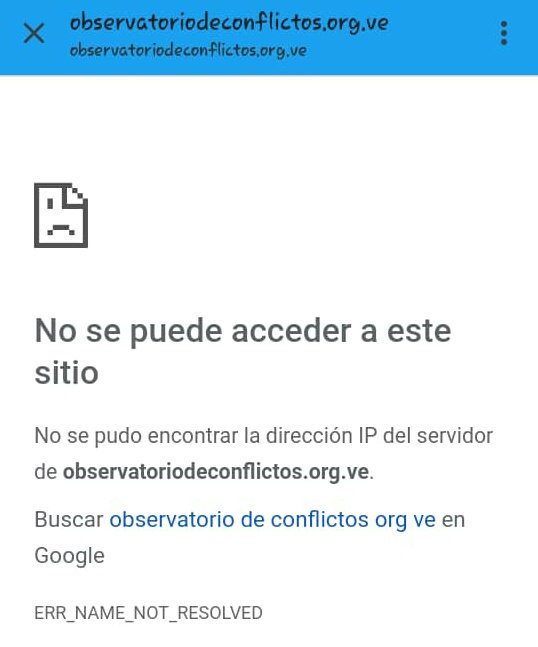 observatoriodeconflictos.org.ve
observatoriodeconflictos.org.ve
No se puede acceder a este
sitio
No se pudo encontrar la dirección IP del servidor
de observatoriodeconflictos.org.ve.
Buscar observatorio de conflictos org ve en
Google
ERR_NAME_NOT_RESOLVED